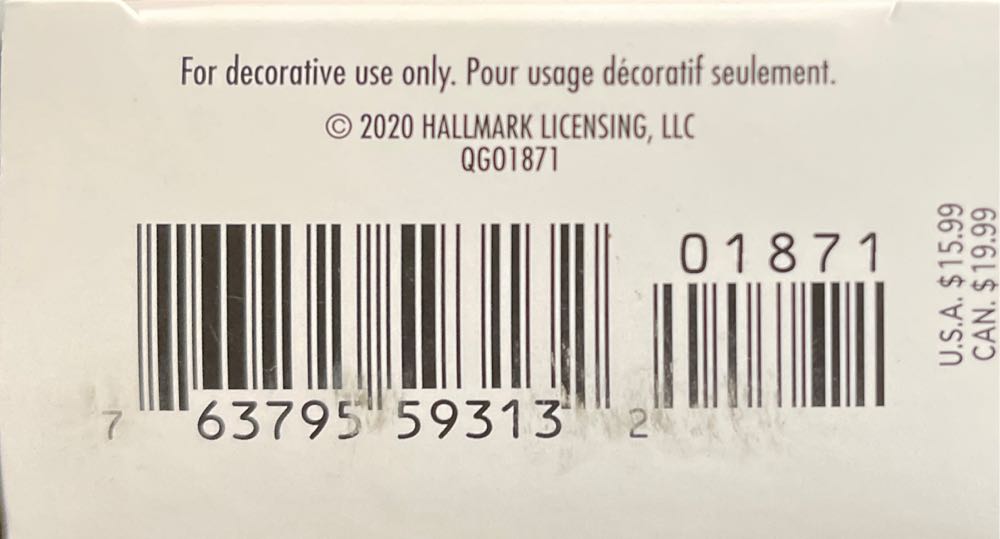 For decorative use only. Pour usage décoratif seulement.
© 2020 HALLMARK LICENSING, LLC
QGO1871
01871
7 63795 59313 2
U.S.A. $15.99
CAN. $19.99